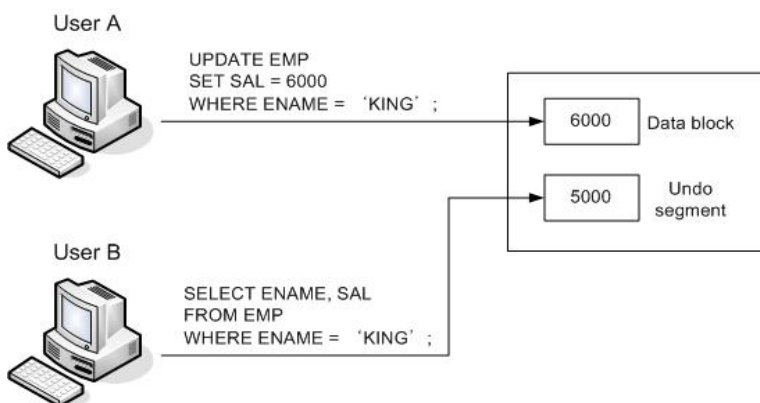 User A
UPDATE EMP
SET SAL = 6000
WHERE ENAME = ‘KING’ ;
6000
Data block
5000
Undo
segment
User B
SELECT ENAME, SAL
FROM EMP
WHERE ENAME = ‘KING’ ;